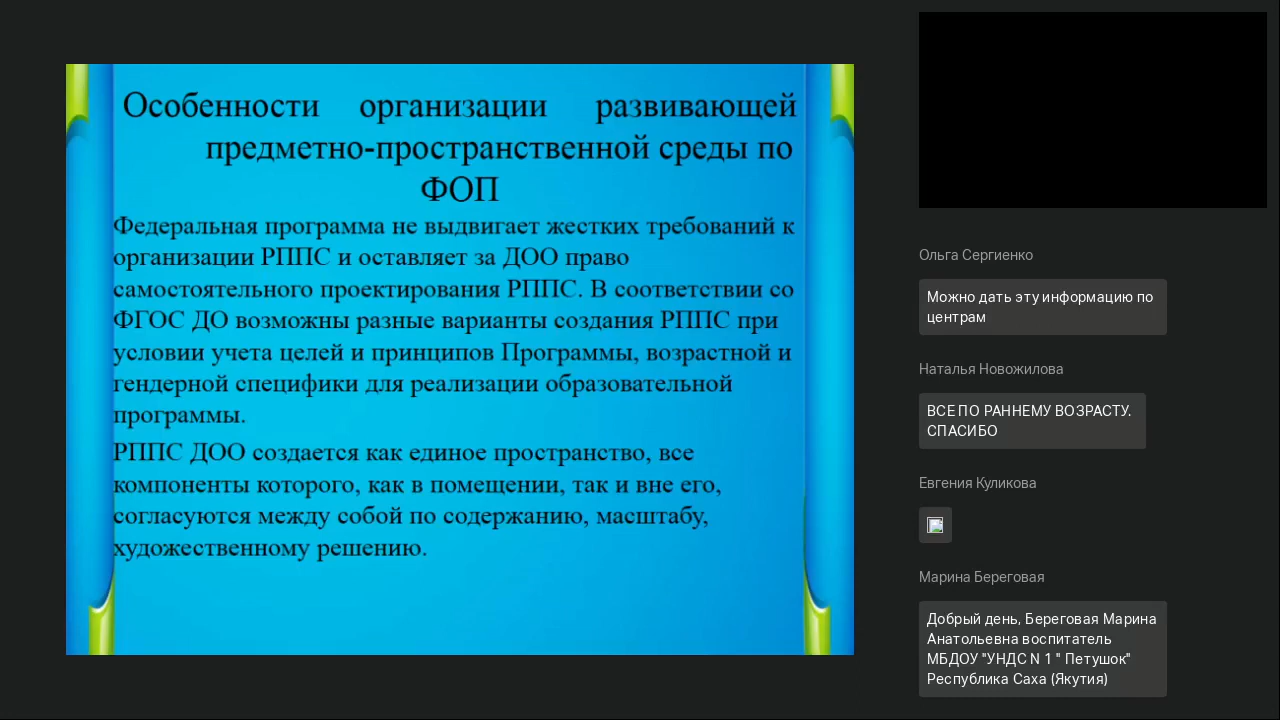 Особенности организации развивающей
предметно-пространственной среды по
ФОП
Федеральная программа не выдвигает жестких требований к
организации РППС и оставляет за ДОО право
самостоятельного проектирования РППС. В соответствии со
ФГОС ДО возможны разные варианты создания РППС при
условии учета целей и принципов Программы, возрастной и
гендерной специфики для реализации образовательной
программы.
РППС ДОО создается как единое пространство, все
компоненты которого, как в помещении, так и вне его,
согласуются между собой по содержанию, масштабу,
художественному решению.
Ольга Сергиенко
Можно дать эту информацию по
центрам
Наталья Новожилова
ВСЕ ПО РАННЕМУ ВОЗРАСТУ.
СПАСИБО
Евгения Куликова
Марина Береговая
Добрый день, Береговая Марина
Анатольевна воспитатель
МБДОУ "УНДС N 1 " Петушок"
Республика Саха (Якутия)